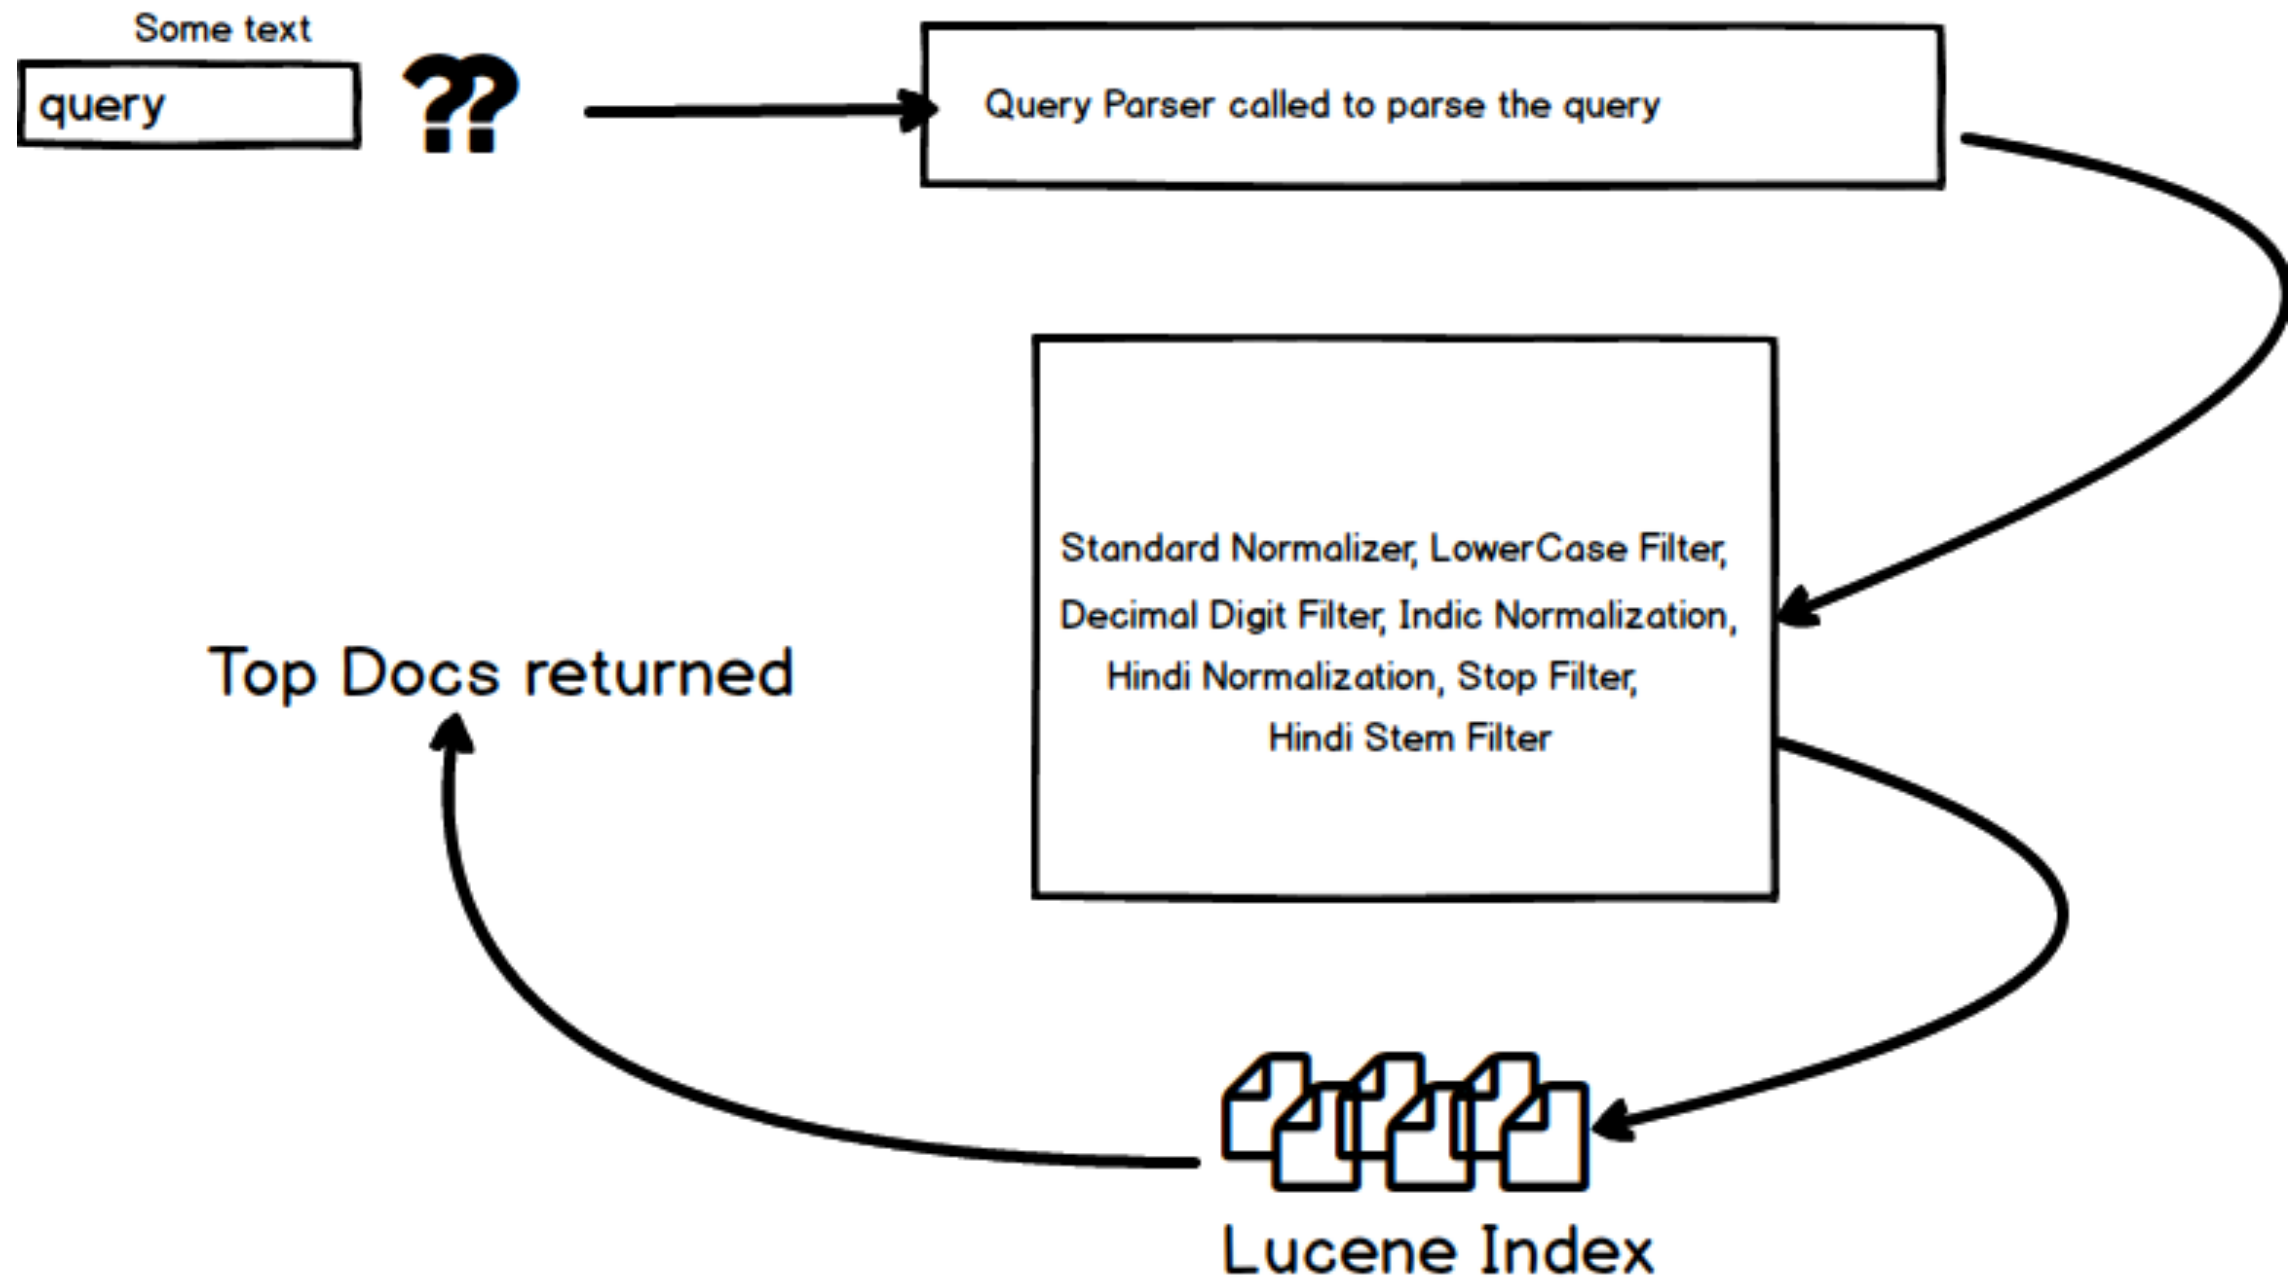 Some text
query
??
Query Parser called to parse the query
Standard Normalizer, LowerCase Filter,
Decimal Digit Filter, Indic Normalization,
Hindi Normalization, Stop Filter,
Hindi Stem Filter
Top Docs returned
Lucene Index